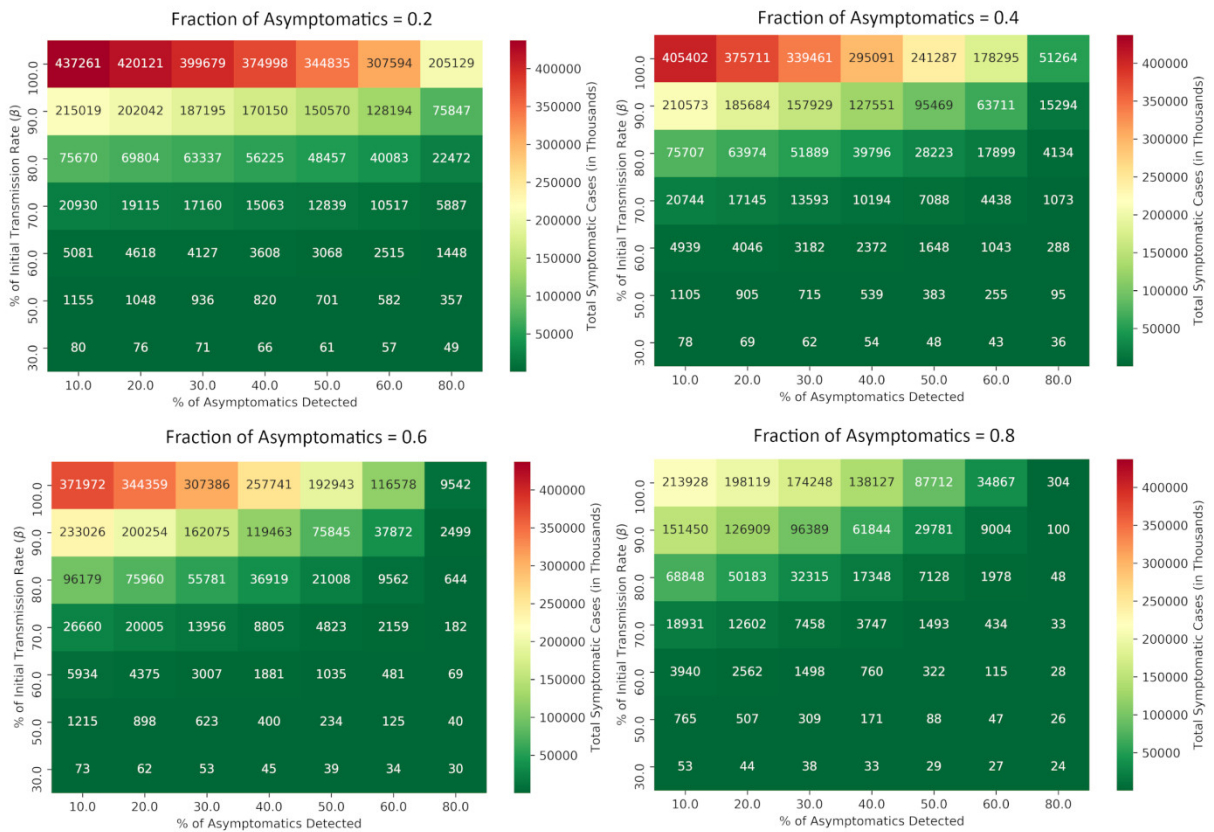 Fraction of Asymptomatics = 0.2
% of Initial Transmission Rate (β)
100.0 437261 420121 399679 374998 344835 307594 205129
90.0 215019 202042 187195 170150 150570 128194 75847
80.0 75670 69804 63337 56225 48457 40083 22472
70.0 20930 19115 17160 15063 12839 10517 5887
60.0 5081 4618 4127 3608 3068 2515 1448
50.0 1155 1048 936 820 701 582 357
30.0 80 76 71 66 61 57 49
10.0 20.0 30.0 40.0 50.0 60.0 80.0
% of Asymptomatics Detected
400000
350000
300000
250000
200000
150000
100000
50000
Total Symptomatic Cases (in Thousands)
Fraction of Asymptomatics = 0.4
% of Initial Transmission Rate (β)
100.0 405402 375711 339461 295091 241287 178295 51264
90.0 210573 185684 157929 127551 95469 63711 15294
80.0 75707 63974 51889 39796 28223 17899 4134
70.0 20744 17145 13593 10194 7088 4438 1073
60.0 4939 4046 3182 2372 1648 1043 288
50.0 1105 905 715 539 383 255 95
30.0 78 69 62 54 48 43 36
10.0 20.0 30.0 40.0 50.0 60.0 80.0
% of Asymptomatics Detected
400000
350000
300000
250000
200000
150000
100000
50000
Total Symptomatic Cases (in Thousands)
Fraction of Asymptomatics = 0.6
% of Initial Transmission Rate (β)
100.0 371972 344359 307386 257741 192943 116578 9542
90.0 233026 200254 162075 119463 75845 37872 2499
80.0 96179 75960 55781 36919 21008 9562 644
70.0 26660 20005 13956 8805 4823 2159 182
60.0 5934 4375 3007 1881 1035 481 69
50.0 1215 898 623 400 234 125 40
30.0 73 62 53 45 39 34 30
10.0 20.0 30.0 40.0 50.0 60.0 80.0
% of Asymptomatics Detected
400000
350000
300000
250000
200000
150000
100000
50000
Total Symptomatic Cases (in Thousands)
Fraction of Asymptomatics = 0.8
% of Initial Transmission Rate (β)
100.0 213928 198119 174248 138127 87712 34867 304
90.0 151450 126909 96389 61844 29781 9004 100
80.0 68848 50183 32315 17348 7128 1978 48
70.0 18931 12602 7458 3747 1493 434 33
60.0 3940 2562 1498 760 322 115 28
50.0 765 507 309 171 88 47 26
30.0 53 44 38 33 29 27 24
10.0 20.0 30.0 40.0 50.0 60.0 80.0
% of Asymptomatics Detected
400000
350000
300000
250000
200000
150000
100000
50000
Total Symptomatic Cases (in Thousands)